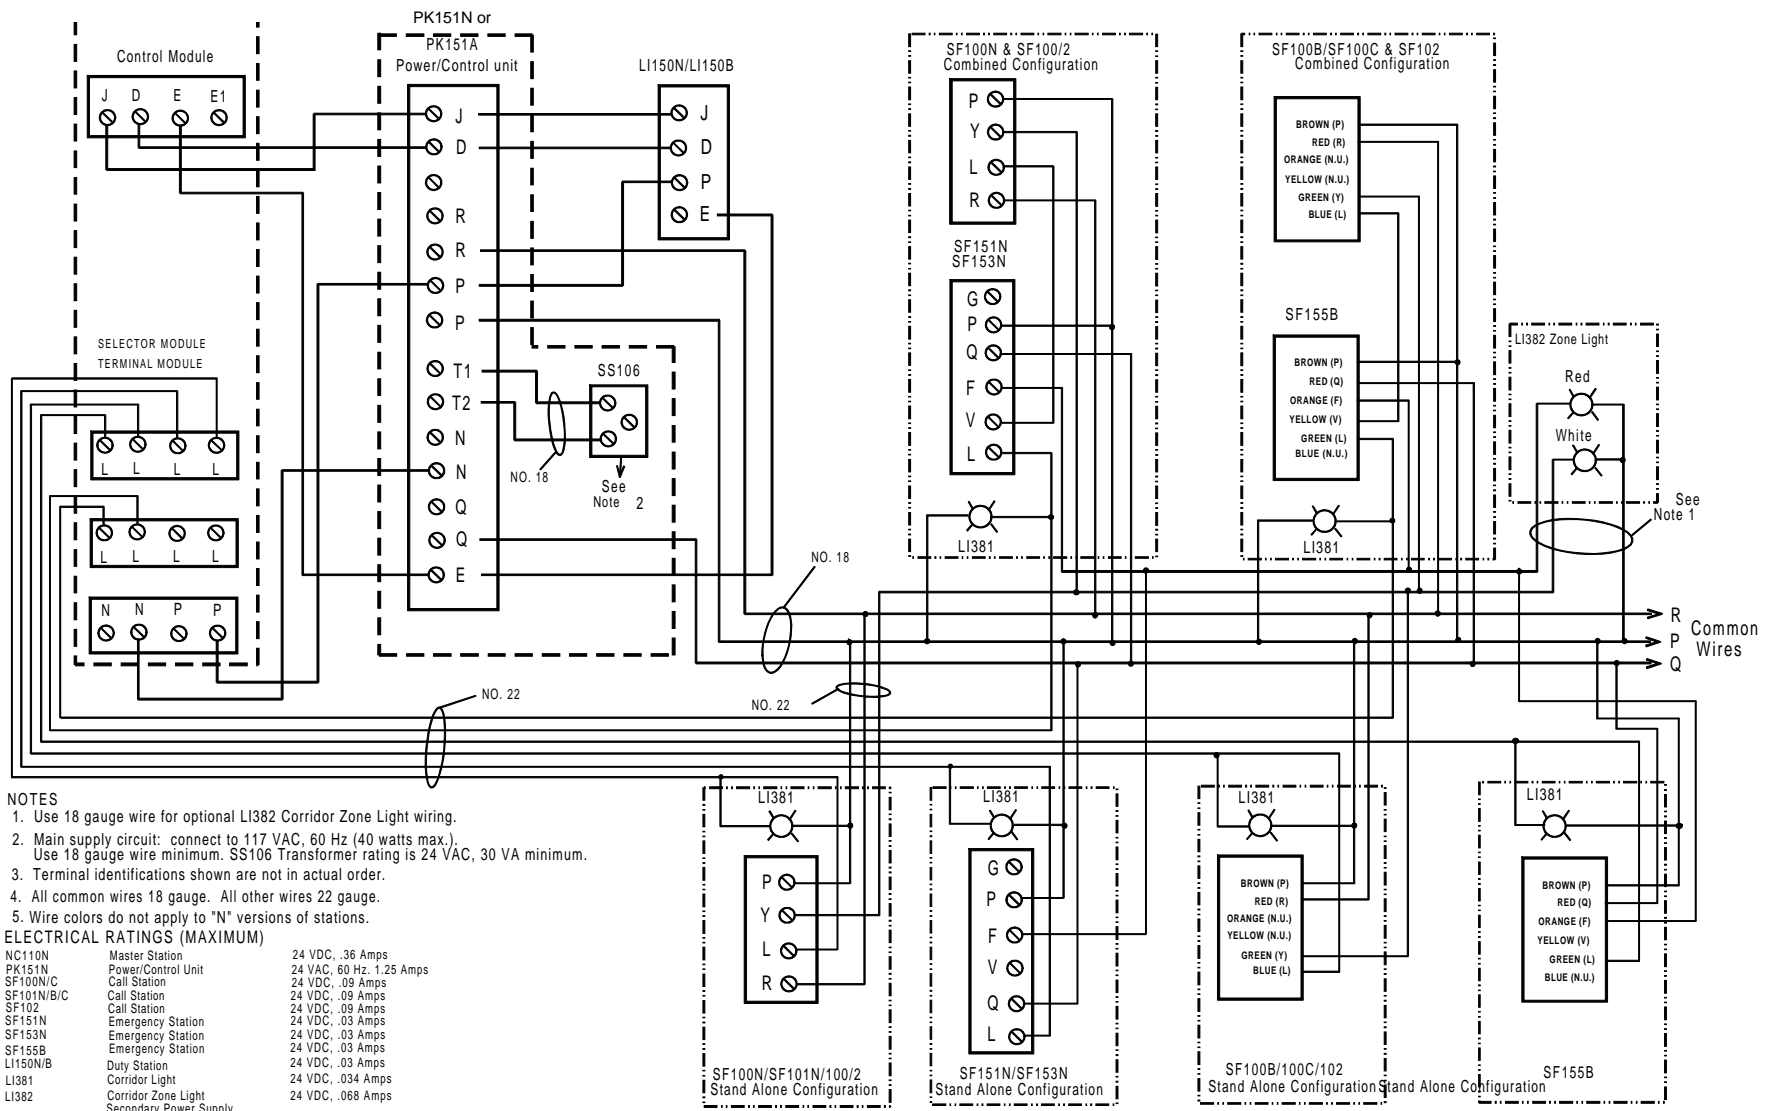 PK151N or
PK151A
Power/Control unit
Control Module
J D E E1
LI150N/LI150B
J
D
P
E
J
D
R
R
P
P
T1
T2
N
N
Q
Q
E
SS106
NO. 18
See
Note 2
SELECTOR MODULE
TERMINAL MODULE
L L L L
L L L L
N N P P
SF100N & SF100/2
Combined Configuration
P
Y
L
R
SF151N
SF153N
G
P
Q
F
V
L
LI381
SF100B/SF100C & SF102
Combined Configuration
BROWN (P)
RED (R)
ORANGE (N.U.)
YELLOW (N.U.)
GREEN (Y)
BLUE (L)
SF155B
BROWN (P)
RED (Q)
ORANGE (F)
YELLOW (V)
GREEN (L)
BLUE (N.U.)
LI381
LI382 Zone Light
Red
White
See
Note 1
NO. 18
R
P
Q
Common
Wires
NO. 22
NO. 22
NOTES
1. Use 18 gauge wire for optional LI382 Corridor Zone Light wiring.
2. Main supply circuit: connect to 117 VAC, 60 Hz (40 watts max.).
Use 18 gauge wire minimum. SS106 Transformer rating is 24 VAC, 30 VA minimum.
3. Terminal identifications shown are not in actual order.
4. All common wires 18 gauge. All other wires 22 gauge.
5. Wire colors do not apply to "N" versions of stations.
ELECTRICAL RATINGS (MAXIMUM)
NC110N Master Station 24 VDC, .36 Amps
PK151N Power/Control Unit 24 VAC, 60 Hz. 1.25 Amps
SF100N/C Call Station 24 VDC, .09 Amps
SF101N/B/C Call Station 24 VDC, .09 Amps
SF102 Call Station 24 VDC, .09 Amps
SF151N Emergency Station 24 VDC, .03 Amps
SF153N Emergency Station 24 VDC, .03 Amps
SF155B Emergency Station 24 VDC, .03 Amps
LI150N/B Duty Station 24 VDC, .03 Amps
LI381 Corridor Light 24 VDC, .034 Amps
LI382 Corridor Zone Light 24 VDC, .068 Amps
Secondary Power Supply
LI381
P
Y
L
R
SF100N/SF101N/100/2
Stand Alone Configuration
LI381
G
P
F
V
Q
L
SF151N/SF153N
Stand Alone Configuration
LI381
BROWN (P)
RED (R)
ORANGE (N.U.)
YELLOW (N.U.)
GREEN (Y)
BLUE (L)
SF100B/100C/102
Stand Alone Configuration
LI381
BROWN (P)
RED (Q)
ORANGE (F)
YELLOW (V)
GREEN (L)
BLUE (N.U.)
SF155B
Stand Alone Configuration